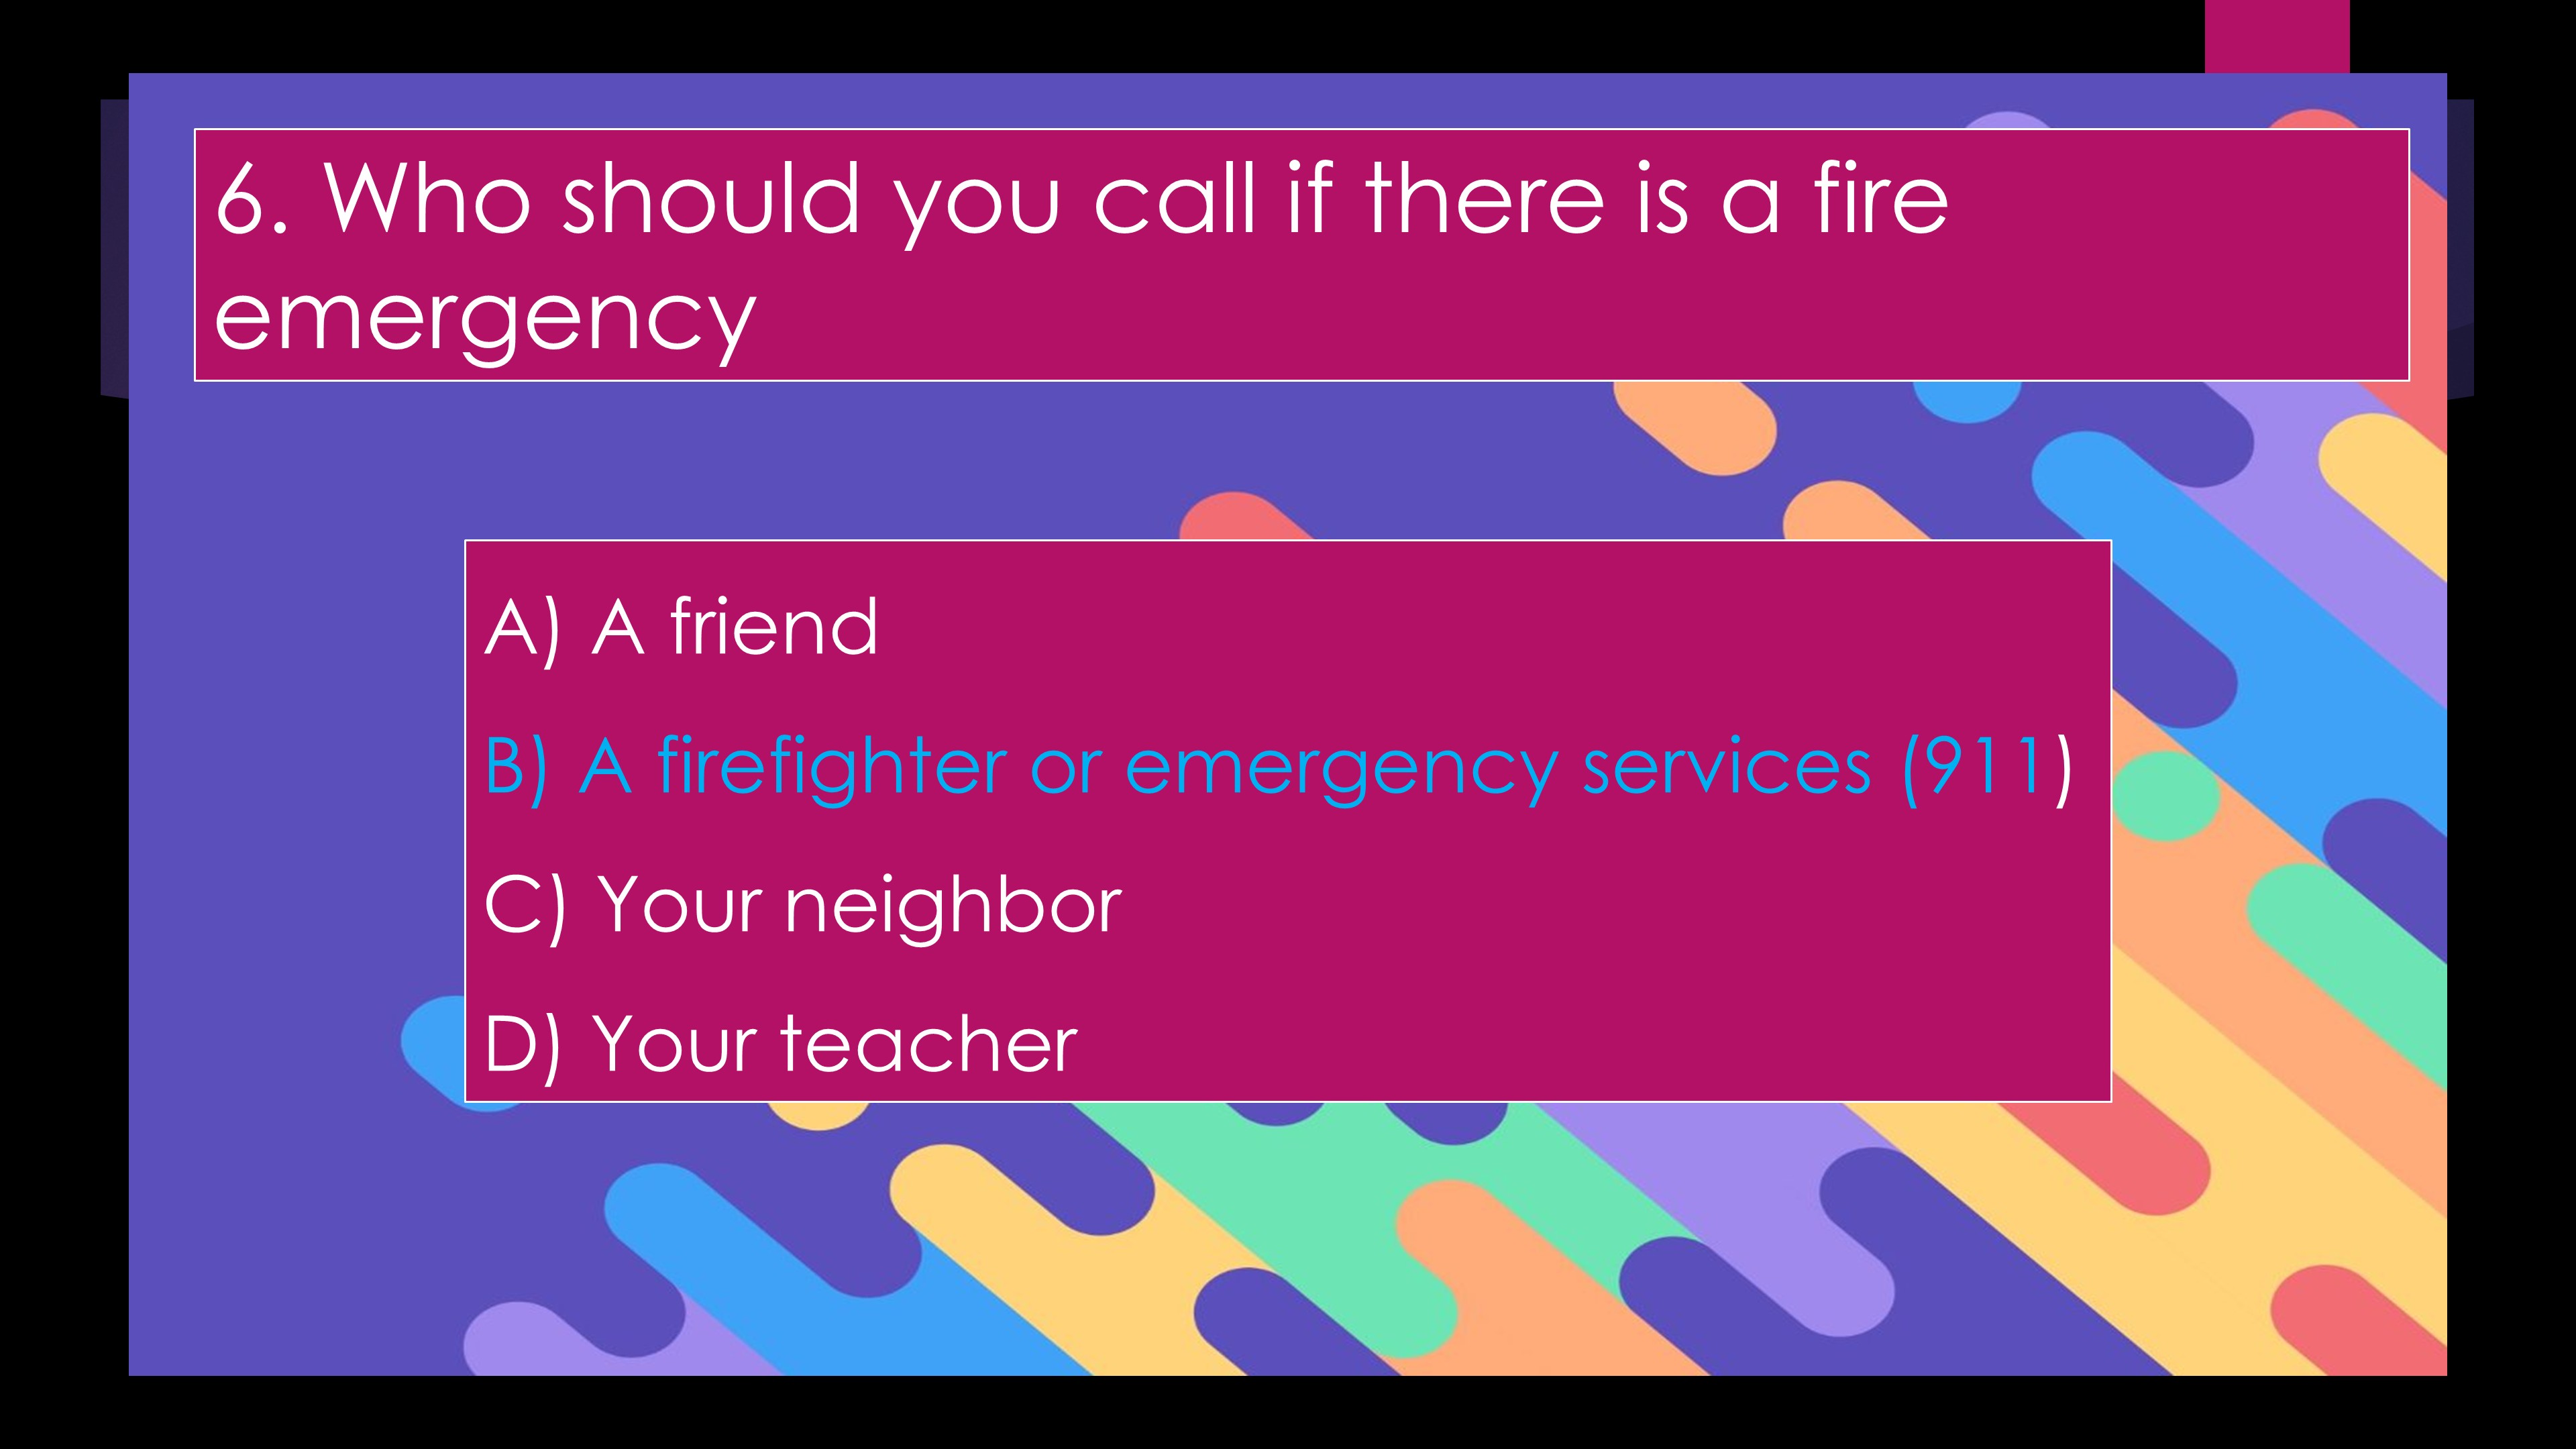 6. Who should you call if there is a fire
emergency
A) A friend
B) A firefighter or emergency services (911)
C) Your neighbor
D) Your teacher